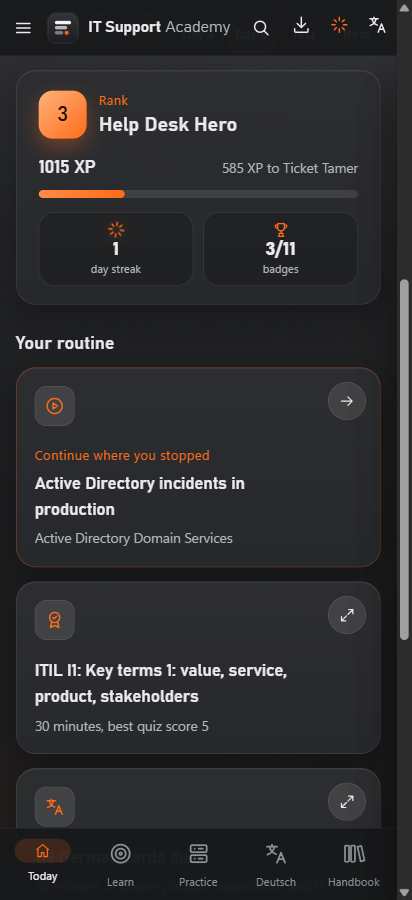 IT Support Academy
3
Rank
Help Desk Hero
1015 XP
585 XP to Ticket Tamer
1
day streak
3/11
badges
Your routine
Continue where you stopped
Active Directory incidents in
production
Active Directory Domain Services
ITIL I1: Key terms 1: value, service,
product, stakeholders
30 minutes, best quiz score 5
Today
Learn
Practice
Deutsch
Handbook